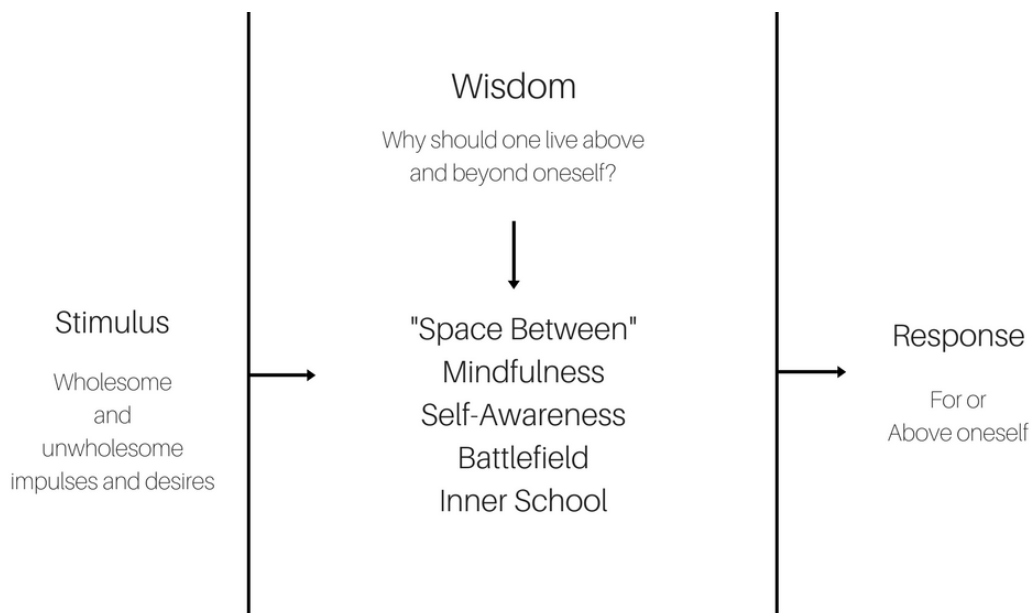 Wisdom
Why should one live above
and beyond oneself?
Stimulus
Wholesome
and
unwholesome
impulses and desires
"Space Between"
Mindfulness
Self-Awareness
Battlefield
Inner School
Response
For or
Above oneself